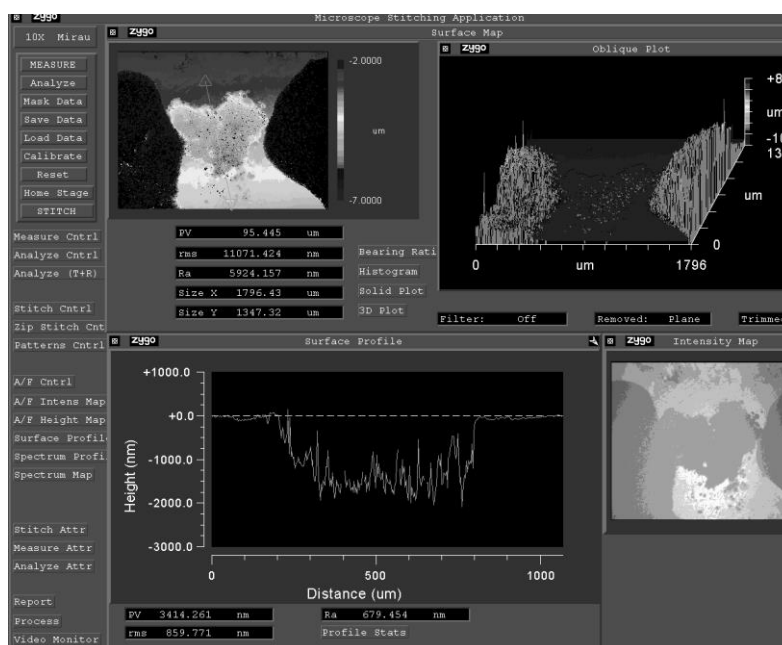 zygo
Microscope Stitching Application
10X Mirau
MEASURE
Analyze
Mask Data
Save Data
Load Data
Calibrate
Reset
Home Stage
STITCH
Measure Cntrl
Analyze Cntrl
Analyze (T+R)
Stitch Cntrl
Zip Stitch Cnt
Patterns Cntrl
A/F Cntrl
A/F Intens Map
A/F Height Map
Surface Profil
Spectrum Profi
Spectrum Map
Stitch Attr
Measure Attr
Analyze Attr
Report
Process
Video Monitor
zygo Surface Map
-2.0000
um
-7.0000
PV 95.445 um
rms 11071.424 nm
Ra 5924.157 nm
Size X 1796.43 um
Size Y 1347.32 um
Bearing Rati
Histogram
Solid Plot
3D Plot
zygo Oblique Plot
+8
um
-10
13
um
0
0 um 1796
Filter: Off
Removed: Plane
Trimmed
zygo Surface Profile
+1000.0
+0.0
-1000.0
-2000.0
-3000.0
Height (nm)
0 500 1000
Distance (um)
PV 3414.261 nm
rms 859.771 nm
Ra 679.454 nm
Profile Stats
zygo Intensity Map